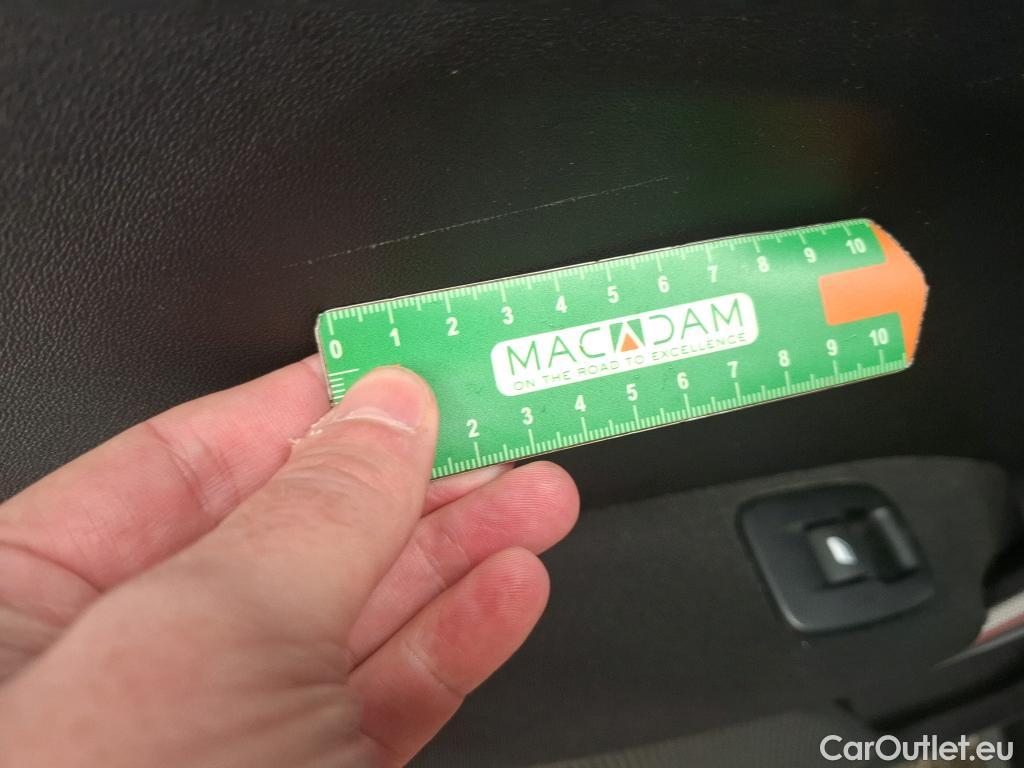 0 1 2 3 4 5 6 7 8 9 10
MACADAM
ON THE ROAD TO EXCELLENCE
2 3 4 5 6 7 8 9 10
CarOutlet.eu